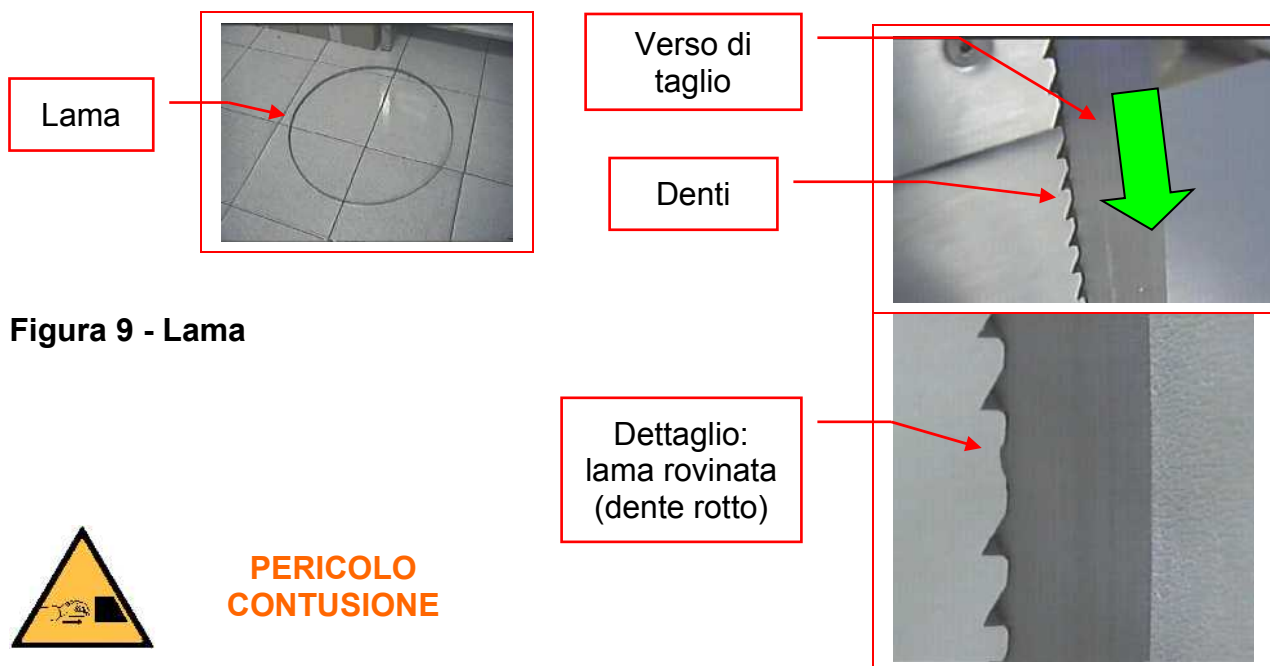 Lama
Verso di
taglio
Denti
Figura 9 - Lama
Dettaglio:
lama rovinata
(dente rotto)
PERICOLO
CONTUSIONE